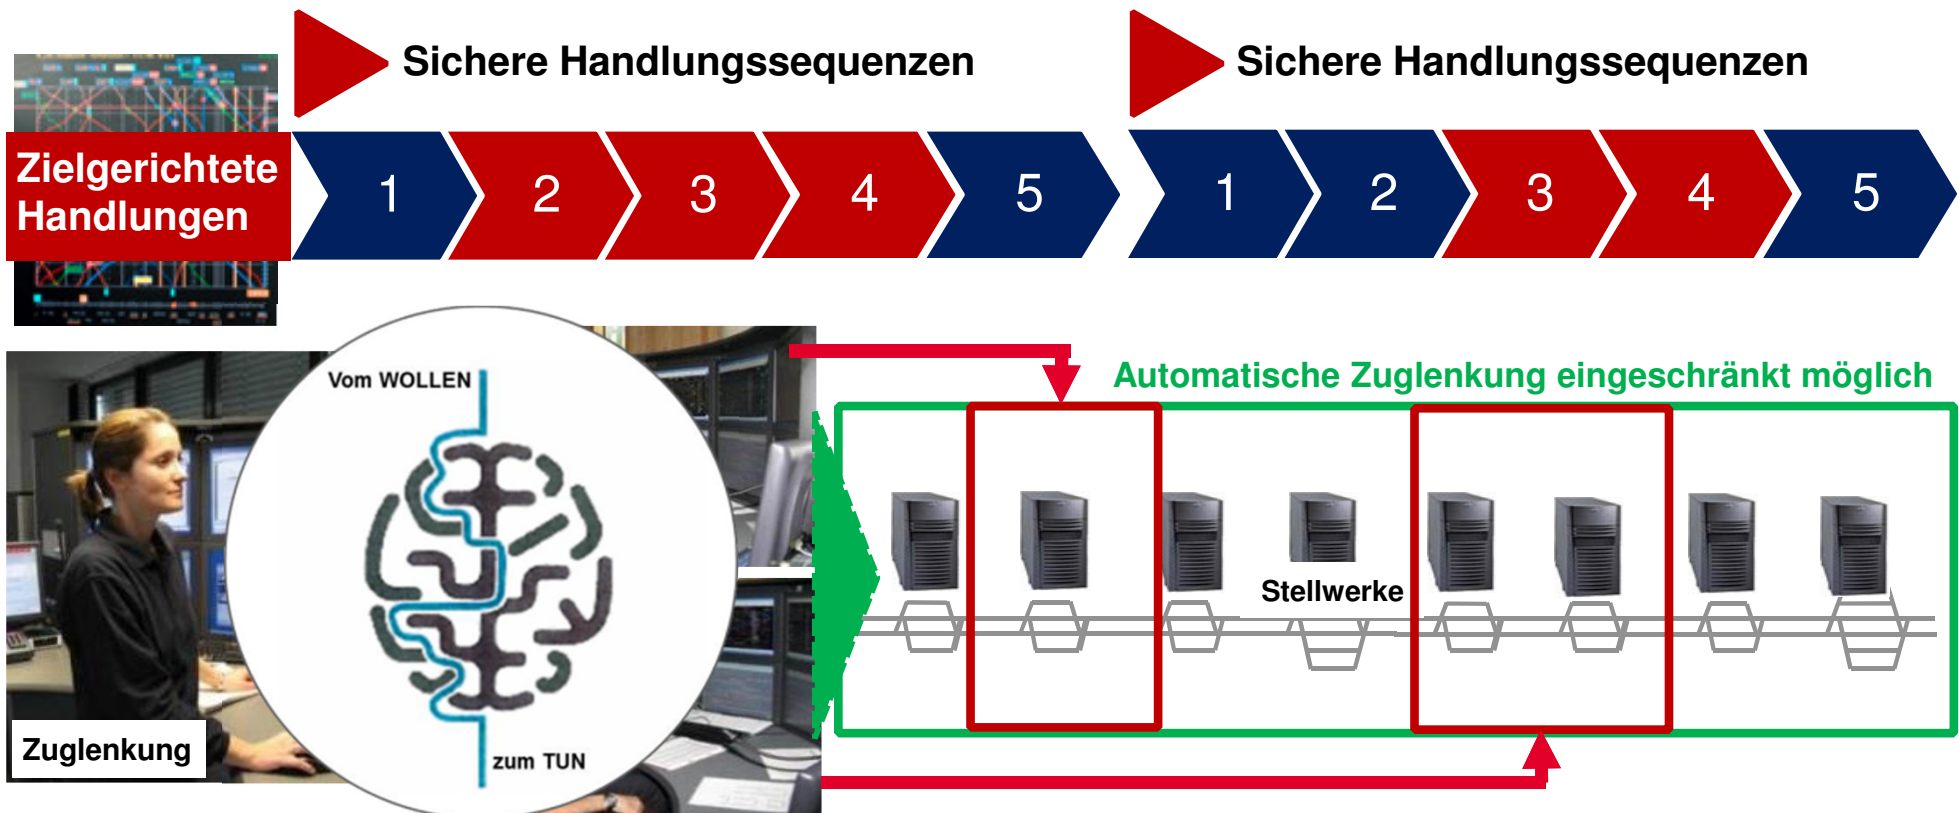 Sichere Handlungssequenzen
Sichere Handlungssequenzen
Zielgerichtete
Handlungen
1
2
3
4
5
1
2
3
4
5
Vom WOLLEN
zum TUN
Zuglenkung
Automatische Zuglenkung eingeschränkt möglich
Stellwerke